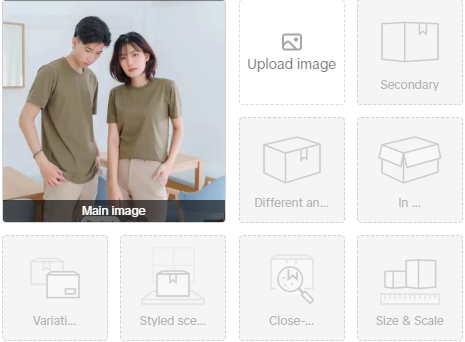 Upload image
Secondary
Main image
Different an...
In ...
Variati...
Styled sce...
Close-...
Size & Scale